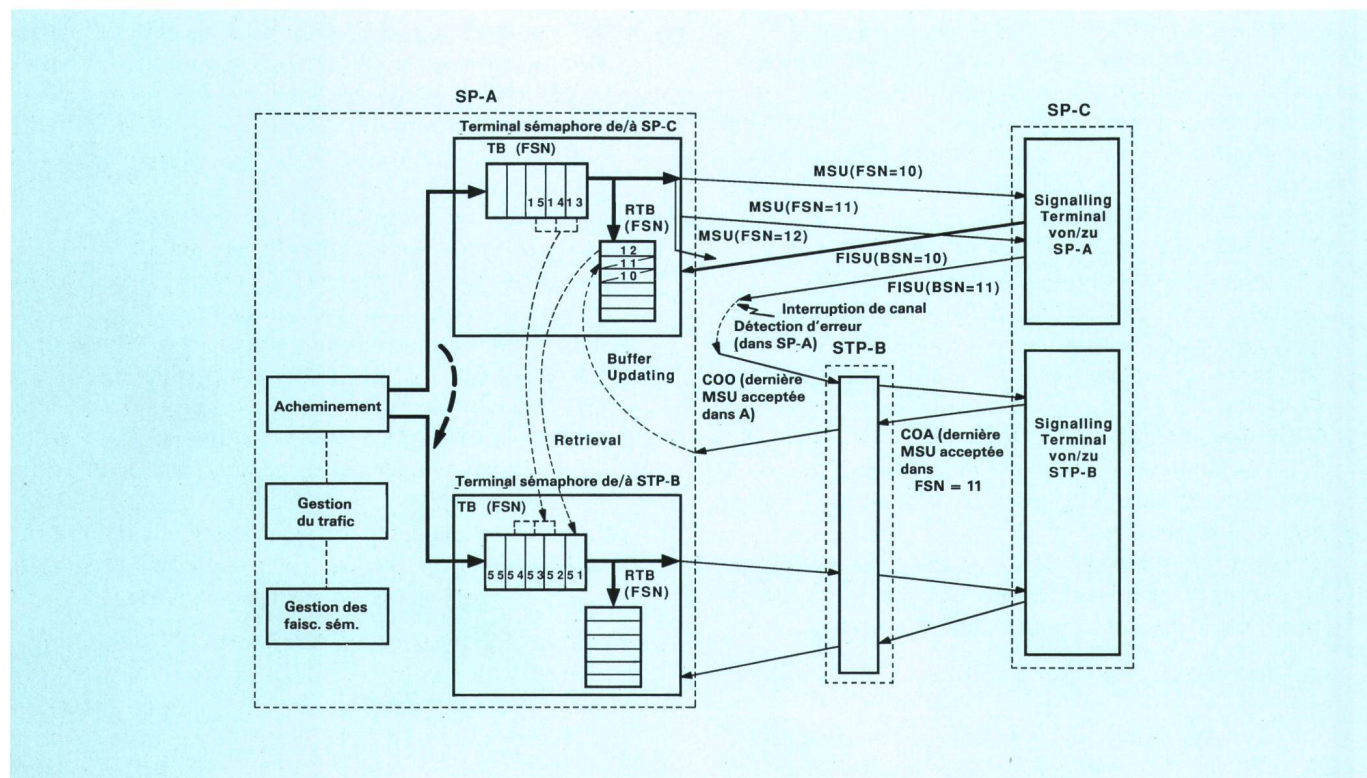 SP-A
Terminal sémaphore de/à SP-C
TB (FSN)
15 14 13
RTB
(FSN)
12
11
10
MSU(FSN=10)
MSU(FSN=11)
MSU(FSN=12)
FISU(BSN=10)
FISU(BSN=11)
Interruption de canal
Détection d'erreur
(dans SP-A)
SP-C
Signalling
Terminal
von/zu
SP-A
STP-B
Buffer
Updating
COO (dernière
MSU acceptée
dans A)
COA (dernière
MSU acceptée
dans
FSN = 11
Signalling
Terminal
von/zu
STP-B
Acheminement
Retrieval
Gestion
du trafic
Gestion des
faisc. sém.
Terminal sémaphore de/à STP-B
TB (FSN)
55 54 53 52 51
RTB
(FSN)